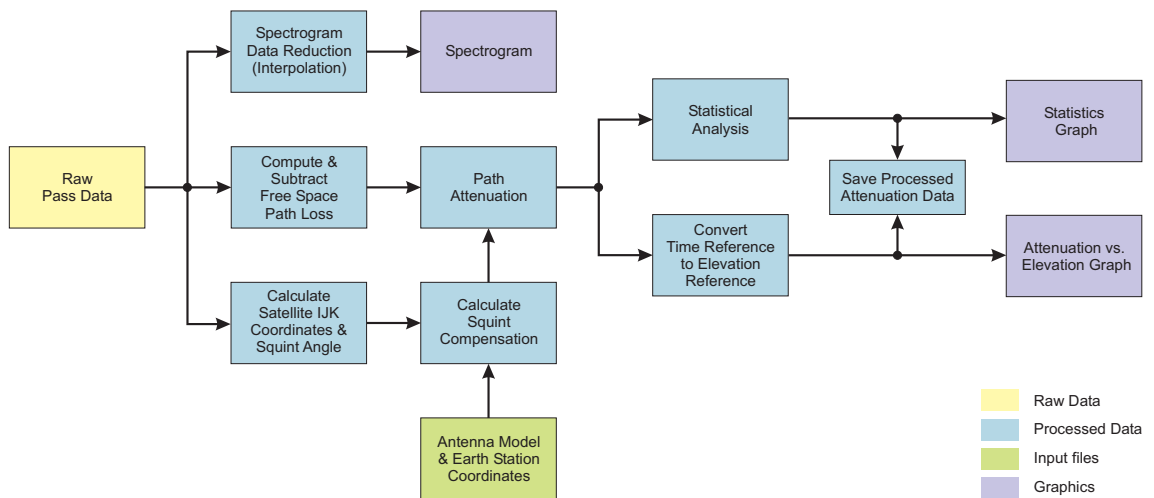 Spectrogram
Data Reduction
(Interpolation)
Spectrogram
Raw
Pass Data
Compute &
Subtract
Free Space
Path Loss
Path
Attenuation
Calculate
Satellite IJK
Coordinates &
Squint Angle
Calculate
Squint
Compensation
Antenna Model
& Earth Station
Coordinates
Statistical
Analysis
Convert
Time Reference
to Elevation
Reference
Save Processed
Attenuation Data
Statistics
Graph
Attenuation vs.
Elevation Graph
Raw Data
Processed Data
Input files
Graphics